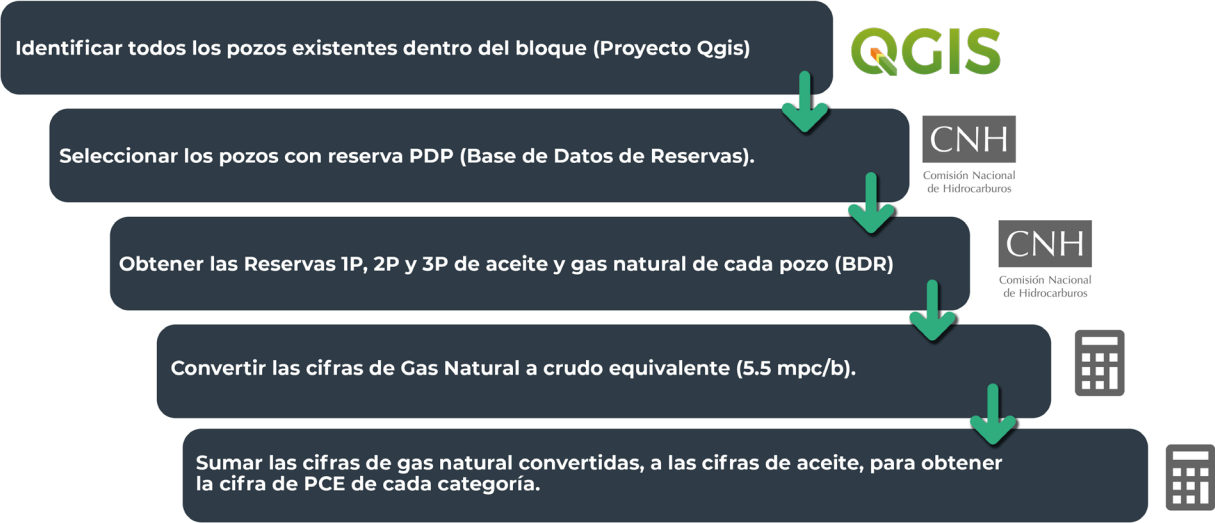 Identificar todos los pozos existentes dentro del bloque (Proyecto Qgis)
QGIS
Seleccionar los pozos con reserva PDP (Base de Datos de Reservas).
CNH
Comisión Nacional
de Hidrocarburos
Obtener las Reservas 1P, 2P y 3P de aceite y gas natural de cada pozo (BDR)
CNH
Comisión Nacional
de Hidrocarburos
Convertir las cifras de Gas Natural a crudo equivalente (5.5 mpc/b).
Sumar las cifras de gas natural convertidas, a las cifras de aceite, para obtener
la cifra de PCE de cada categoría.